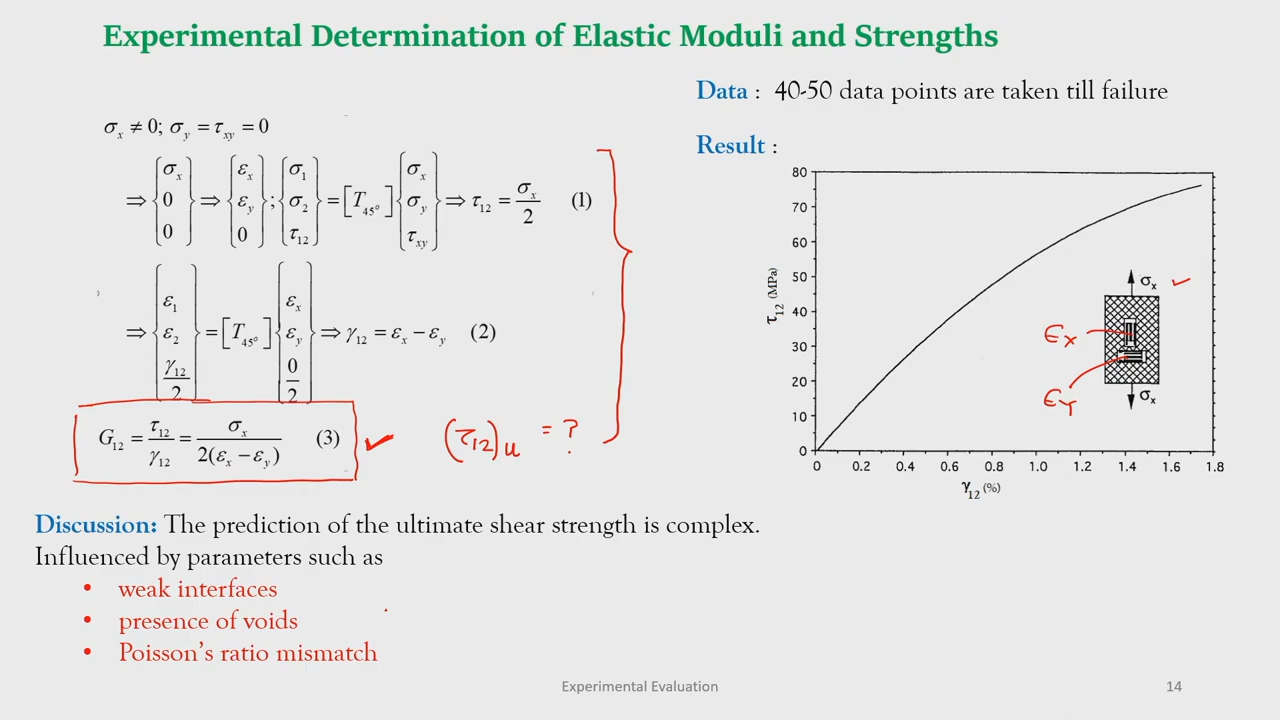 Experimental Determination of Elastic Moduli and Strengths
σx ≠ 0; σy = τxy = 0
⇒ {σx 0 0} ⇒ {εx εy 0} ; {σ1 σ2 τ12} = [T45°] {σx σy τxy} ⇒ τ12 = σx/2 (1)
⇒ {ε1 ε2 γ12/2} = [T45°] {εx εy 0/2} ⇒ γ12 = εx − εy (2)
G12 = τ12/γ12 = σx/2(εx − εy) (3)
(τ12)u = ?
Discussion: The prediction of the ultimate shear strength is complex.
Influenced by parameters such as
• weak interfaces
• presence of voids
• Poisson's ratio mismatch
Data : 40-50 data points are taken till failure
Result :
80
70
60
50
40
30
20
10
0
τ12 (MPa)
σx
εx
εy
σx
0 0.2 0.4 0.6 0.8 1.0 1.2 1.4 1.6 1.8
γ12 (%)
Experimental Evaluation
14